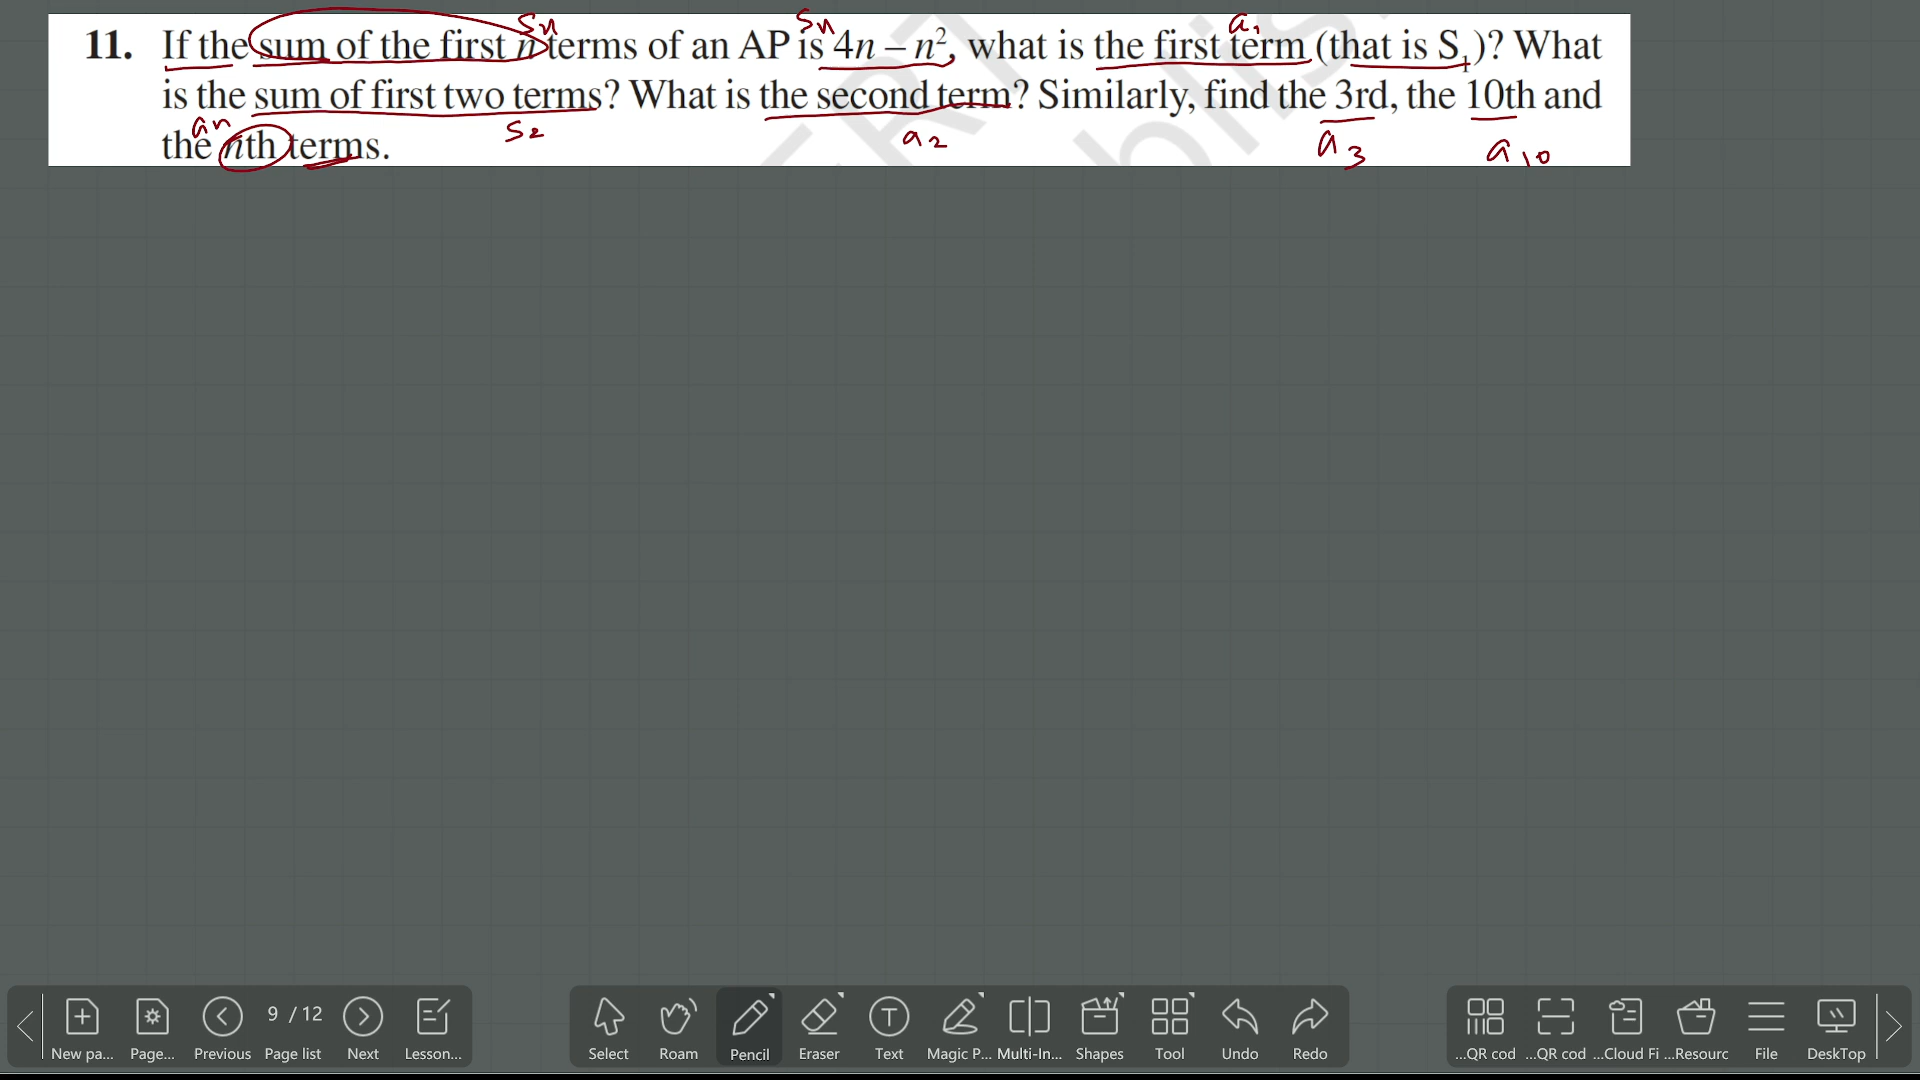 Sn Sn a1
11. If the sum of the first n terms of an AP is 4n – n², what is the first term (that is S₁)? What
is the sum of first two terms? What is the second term? Similarly, find the 3rd, the 10th and
an S2 a2 a3 a10
the nth terms.
9 / 12
New pa... Page... Previous Page list Next Lesson... Select Roam Pencil Eraser Text Magic P... Multi-In... Shapes Tool Undo Redo ...QR cod ...QR cod ...Cloud Fi ...Resourc File DeskTop